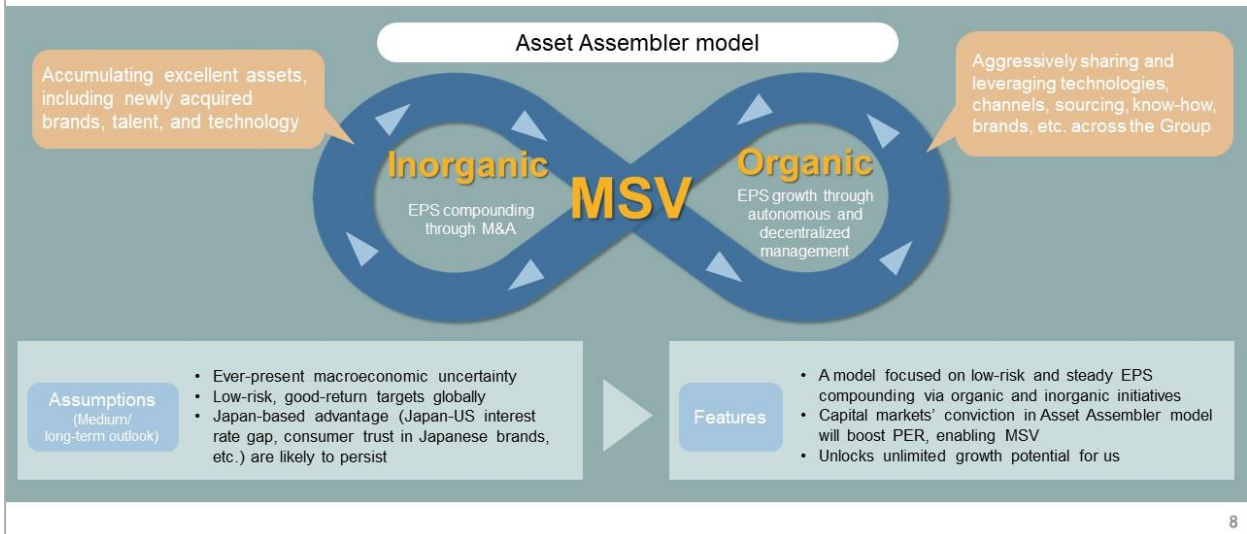 Asset Assembler model
Accumulating excellent assets,
including newly acquired
brands, talent, and technology
Aggressively sharing and
leveraging technologies,
channels, sourcing, know-how,
brands, etc. across the Group
Inorganic
EPS compounding
through M&A
MSV
Organic
EPS growth through
autonomous and
decentralized
management
Assumptions
(Medium/
long-term outlook)
• Ever-present macroeconomic uncertainty
• Low-risk, good-return targets globally
• Japan-based advantage (Japan-US interest
rate gap, consumer trust in Japanese brands,
etc.) are likely to persist
Features
• A model focused on low-risk and steady EPS
compounding via organic and inorganic initiatives
• Capital markets' conviction in Asset Assembler model
will boost PER, enabling MSV
• Unlocks unlimited growth potential for us
8